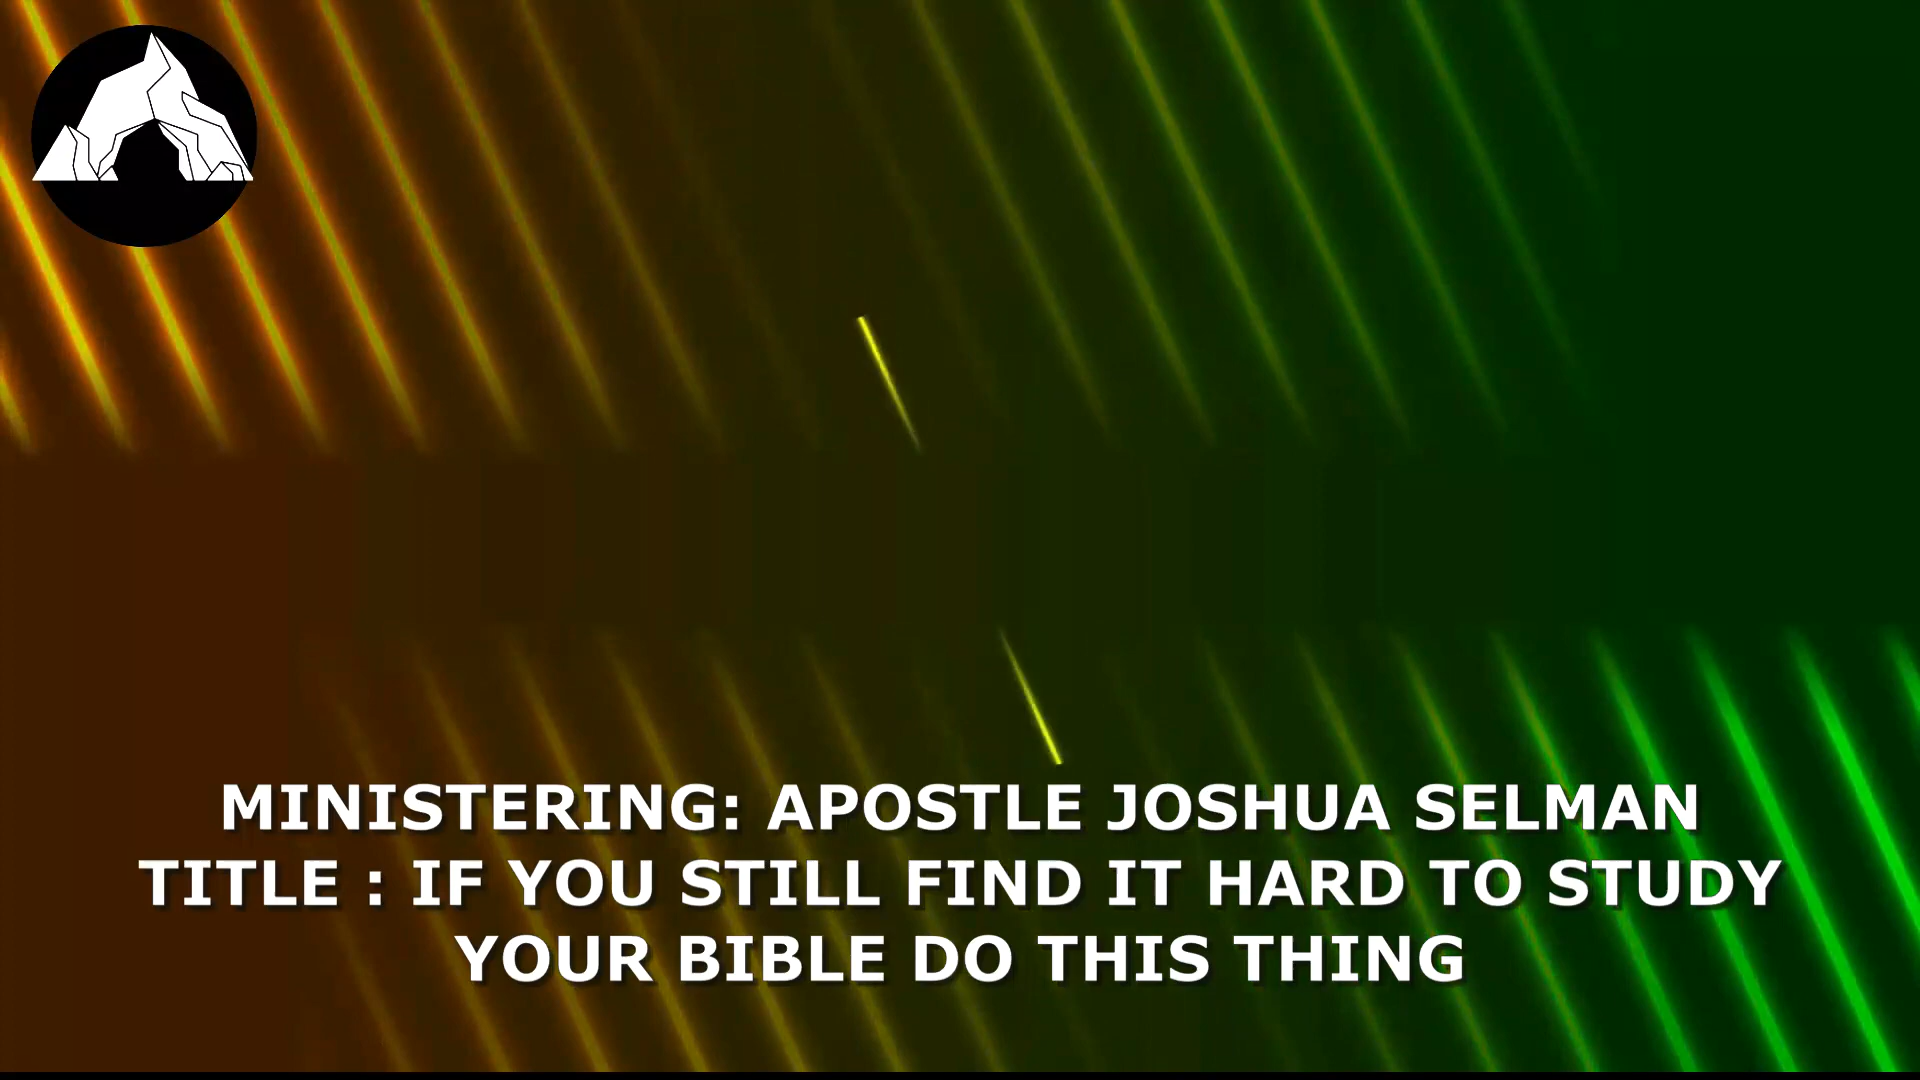 MINISTERING: APOSTLE JOSHUA SELMAN
TITLE : IF YOU STILL FIND IT HARD TO STUDY
YOUR BIBLE DO THIS THING